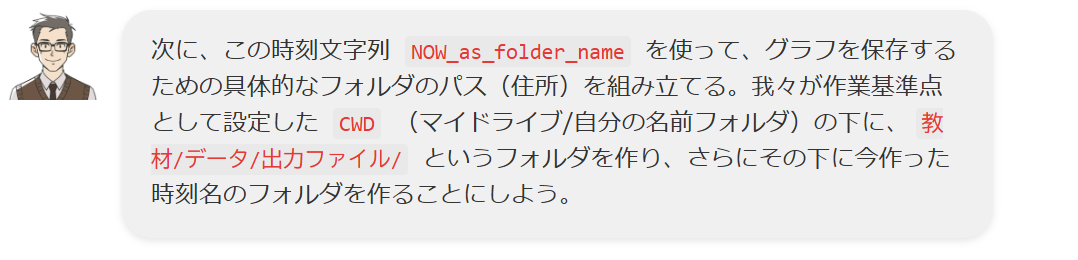 次に、この時刻文字列 NOW_as_folder_name を使って、グラフを保存する
ための具体的なフォルダのパス（住所）を組み立てる。我々が作業基準点
として設定した CWD （マイドライブ/自分の名前フォルダ）の下に、 教
材/データ/出力ファイル/ というフォルダを作り、さらにその下に今作った
時刻名のフォルダを作ることにしよう。